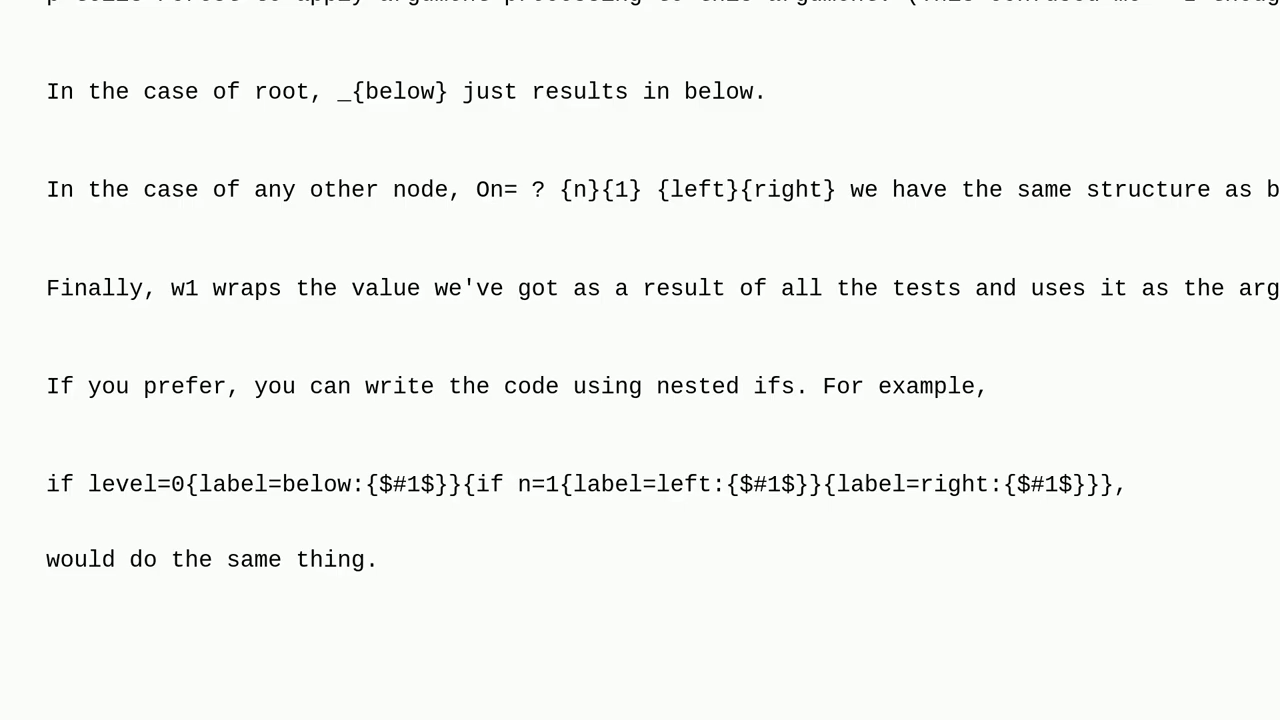 In the case of root, _{below} just results in below.
In the case of any other node, On= ? {n}{1} {left}{right} we have the same structure as
Finally, w1 wraps the value we've got as a result of all the tests and uses it as the
If you prefer, you can write the code using nested ifs. For example,
if level=0{label=below:{$#1$}}{if n=1{label=left:{$#1$}}{label=right:{$#1$}}},
would do the same thing.